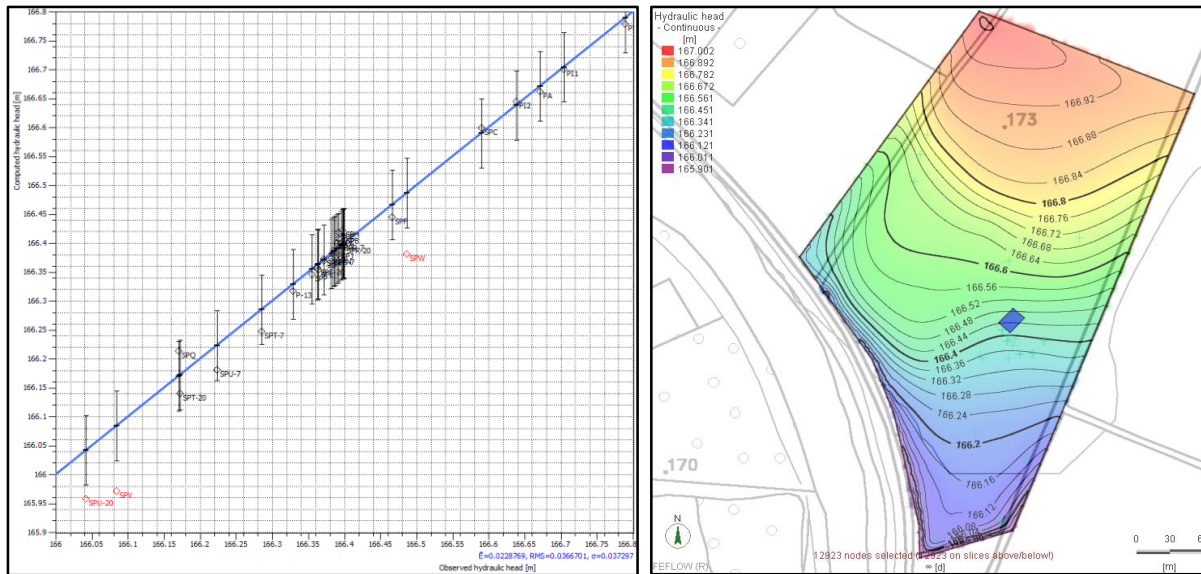 Computed hydraulic head [m]
166.8
166.75
166.7
166.65
166.6
166.55
166.5
166.45
166.4
166.35
166.3
166.25
166.2
166.15
166.1
166.05
166
165.95
165.9
PI1
PA
PI2
SPC
SPF
SPW
P-13
SPT-7
SPQ
SPU-7
SPT-20
SPU-20
SPV
166 166.05 166.1 166.15 166.2 166.25 166.3 166.35 166.4 166.45 166.5 166.55 166.6 166.65 166.7 166.75 166.8
Ē=0.0228769, RMS=0.0366701, σ=0.037297
Observed hydraulic head [m]
Hydraulic head
- Continuous -
[m]
167.002
166.892
166.782
166.672
166.561
166.451
166.341
166.231
166.121
166.011
165.901
166.92
173
166.88
166.84
166.8
166.76
166.72
166.68
166.64
166.6
166.56
166.52
166.48
166.44
166.4
166.36
166.32
166.28
166.24
166.2
170
166.16
166.12
166.08
N
FEFLOW (R)
∞ [d]
0 30
[m]